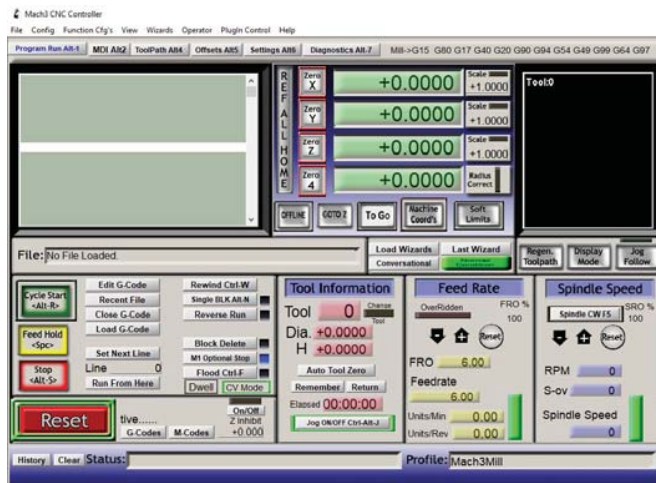 Mach3 CNC Controller
File Config Function Cfg's View Wizards Operator PlugIn Control Help
Program Run Alt-1 MDI Alt2 ToolPath Alt4 Offsets Alt5 Settings Alt6 Diagnostics Alt-7 Mill->G15 G80 G17 G40 G20 G90 G94 G54 G49 G99 G64 G97
REF ALL HOME
Zero X +0.0000 Scale +1.0000
Zero Y +0.0000 Scale +1.0000
Zero Z +0.0000 Scale +1.0000
Zero 4 +0.0000 Radius Correct
OFFLINE GOTO Z To Go Machine Coord's Soft Limits
Tool:0
File: No File Loaded.
Load Wizards Last Wizard
Conversational
Regen. Toolpath Display Mode Jog Follow
Cycle Start <Alt-R>
Feed Hold <Spc>
Stop <Alt-S>
Edit G-Code Rewind Ctrl-W
Recent File Single BLK Alt-N
Close G-Code Reverse Run
Load G-Code
Block Delete
Set Next Line M1 Optional Stop
Line 0 Flood Ctrl-F
Run From Here Dwell CV Mode
Reset
tive......
G-Codes M-Codes
On/Off
Z Inhibit
+0.000
Tool Information
Tool 0 Change Tool
Dia. +0.0000
H +0.0000
Auto Tool Zero
Remember Return
Elapsed 00:00:00
Jog ON/OFF Ctrl-Alt-J
Feed Rate
OverRidden FRO % 100
Reset
FRO 6.00
Feedrate
6.00
Units/Min 0.00
Units/Rev 0.00
Spindle Speed
Spindle CW F5 SRO % 100
Reset
RPM 0
S-ov 0
Spindle Speed
0
History Clear Status: Profile: Mach3Mill